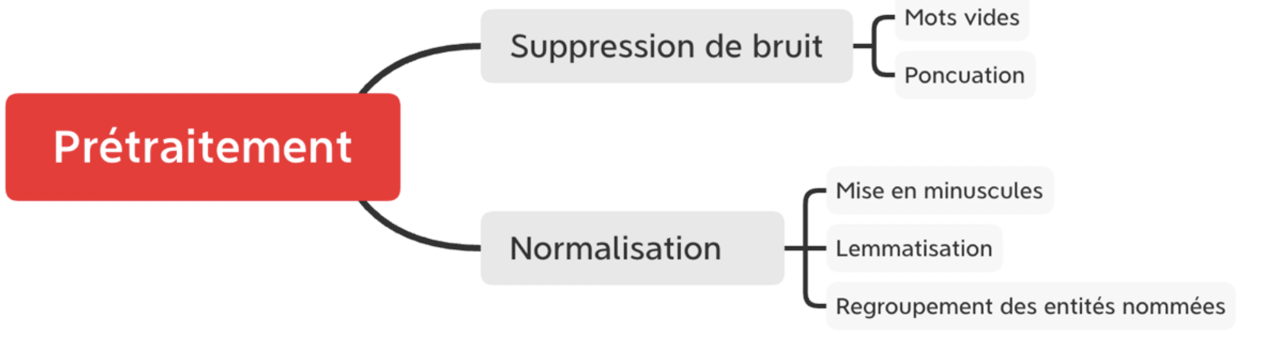 Prétraitement
Suppression de bruit
Mots vides
Poncuation
Normalisation
Mise en minuscules
Lemmatisation
Regroupement des entités nommées